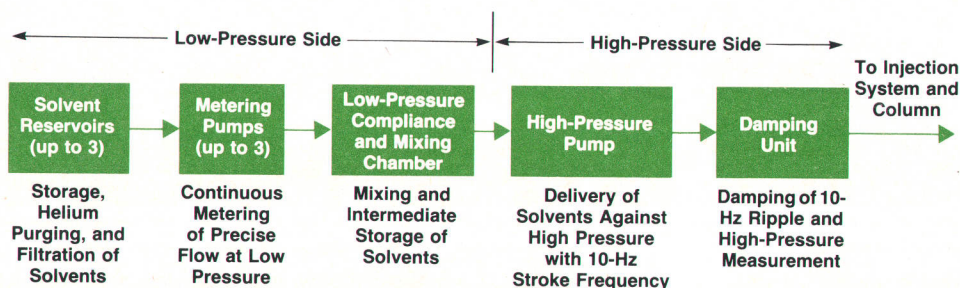 Low-Pressure Side
High-Pressure Side
To Injection
System and
Column
Solvent
Reservoirs
(up to 3)
Metering
Pumps
(up to 3)
Low-Pressure
Compliance
and Mixing
Chamber
High-Pressure
Pump
Damping
Unit
Storage,
Helium
Purging, and
Filtration of
Solvents
Continuous
Metering
of Precise
Flow at Low
Pressure
Mixing and
Intermediate
Storage of
Solvents
Delivery of
Solvents Against
High Pressure
with 10-Hz
Stroke Frequency
Damping of 10-
Hz Ripple and
High-Pressure
Measurement